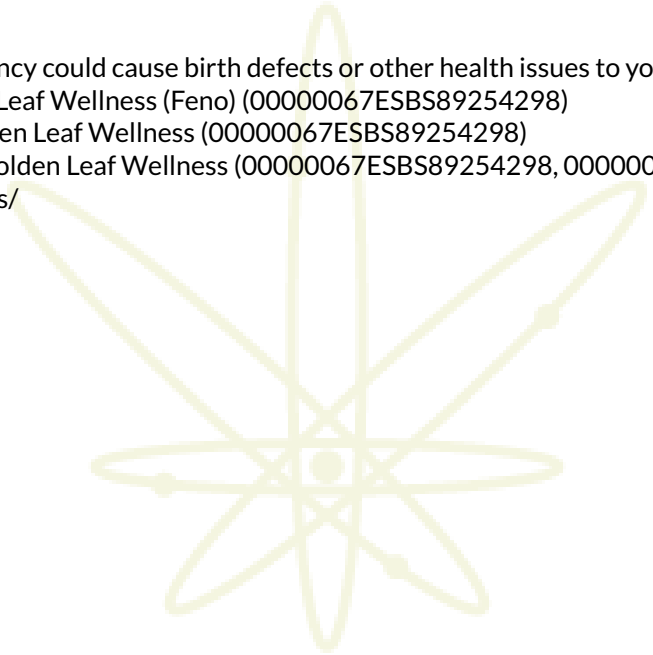 ncy could cause birth defects or other health issues to yo
Leaf Wellness (Feno) (00000067ESBS89254298)
en Leaf Wellness (00000067ESBS89254298)
olden Leaf Wellness (00000067ESBS89254298, 000000
s/